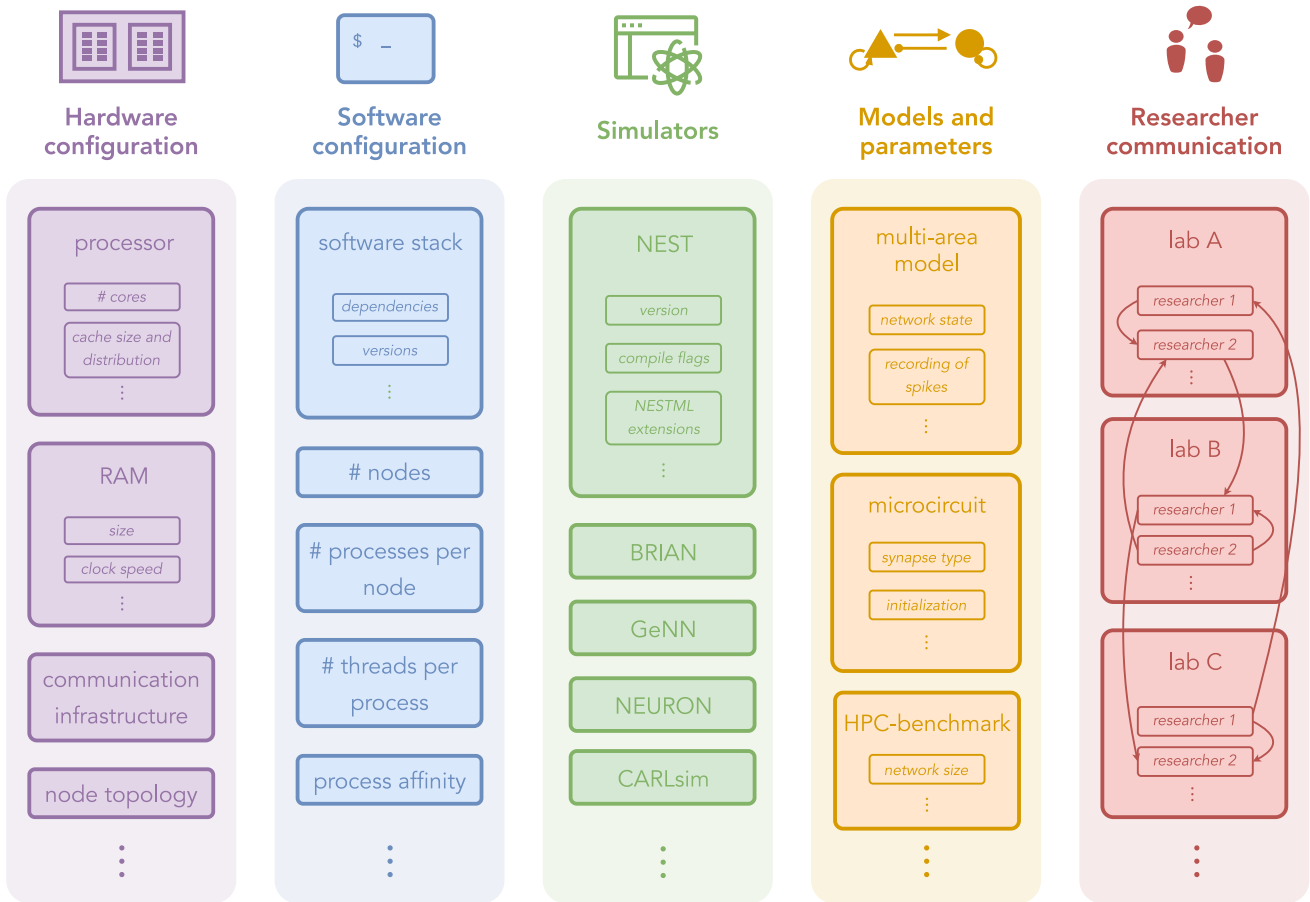 $ _
Hardware
configuration
processor
# cores
cache size and
distribution
⋮
RAM
size
clock speed
⋮
communication
infrastructure
node topology
⋮
Software
configuration
software stack
dependencies
versions
⋮
# nodes
# processes per
node
# threads per
process
process affinity
⋮
Simulators
NEST
version
compile flags
NESTML
extensions
⋮
BRIAN
GeNN
NEURON
CARLsim
⋮
Models and
parameters
multi-area
model
network state
recording of
spikes
⋮
microcircuit
synapse type
initialization
⋮
HPC-benchmark
network size
⋮
⋮
Researcher
communication
lab A
researcher 1
researcher 2
⋮
lab B
researcher 1
researcher 2
⋮
lab C
researcher 1
researcher 2
⋮
⋮